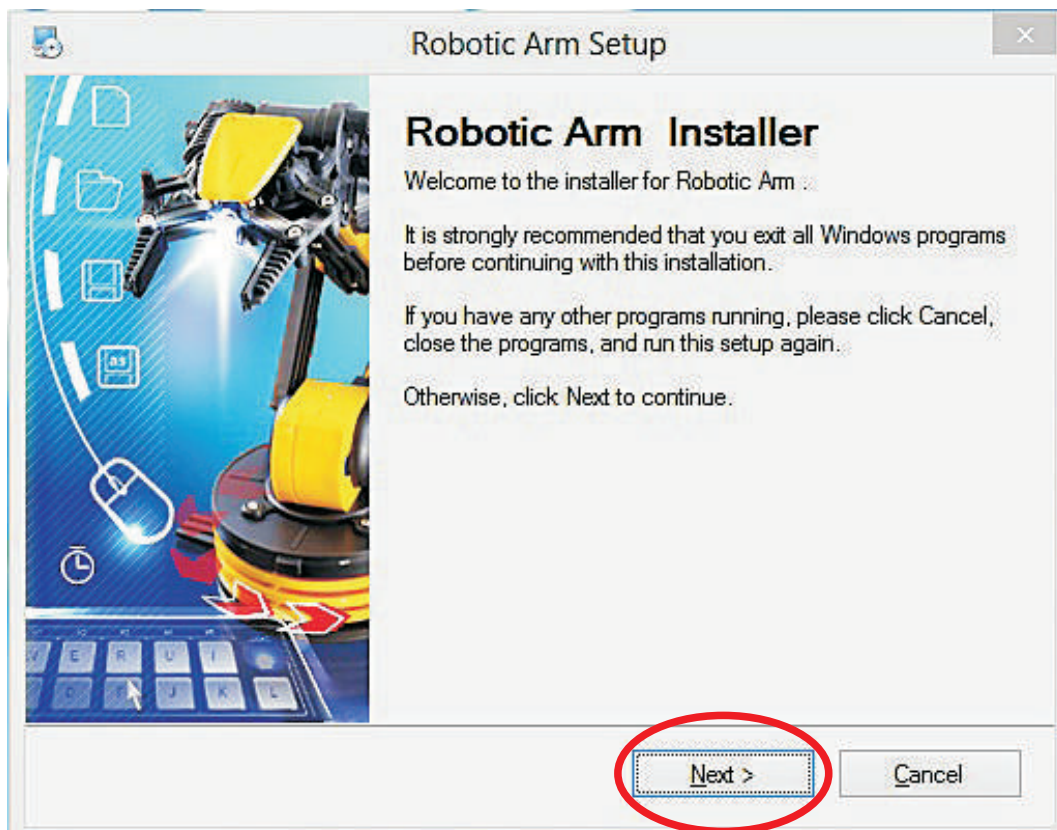 Robotic Arm Setup
Robotic Arm Installer
Welcome to the installer for Robotic Arm .
It is strongly recommended that you exit all Windows programs
before continuing with this installation.
If you have any other programs running, please click Cancel,
close the programs, and run this setup again.
Otherwise, click Next to continue.
as
E R U I
D F J K L
Next >
Cancel